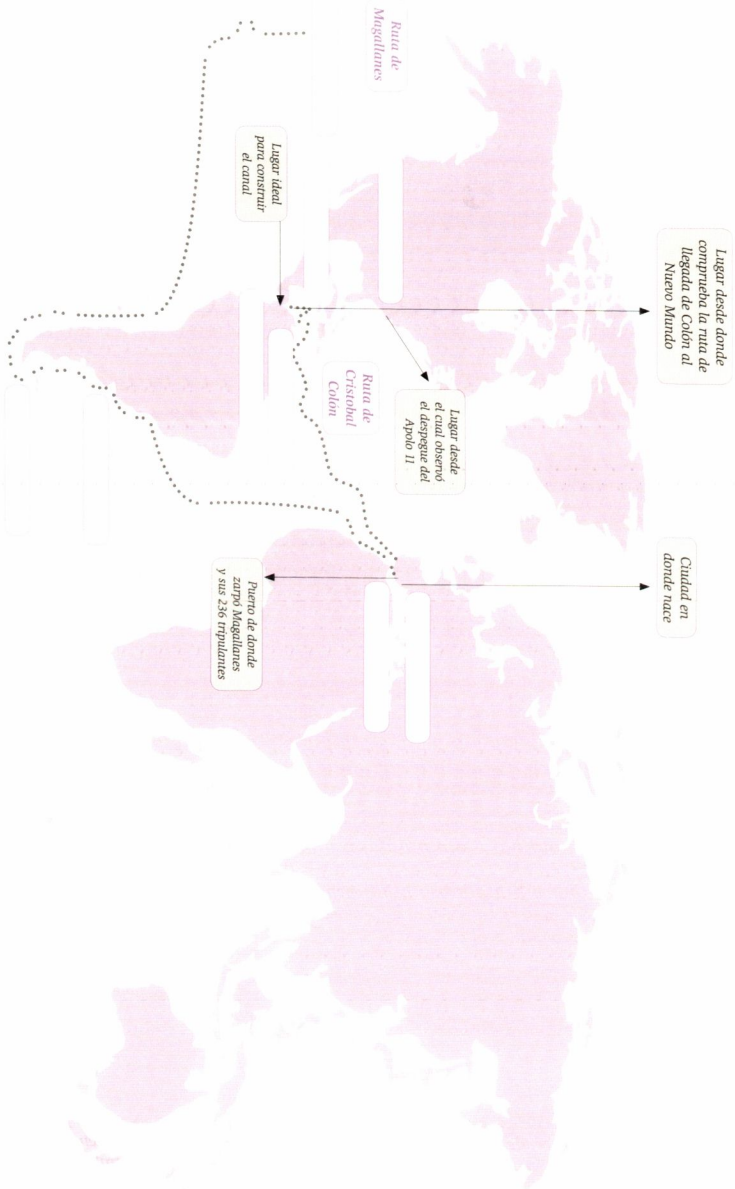 Lugar desde donde
comprueba la ruta de
llegada de Colón al
Nuevo Mundo
Ciudad en
donde nace
Lugar desde
el cual observó
el despegue del
Apolo 11
Ruta de
Magallanes
Ruta de
Cristobal
Colón
Lugar ideal
para construir
el canal
Puerto de donde
zarpó Magallanes
y sus 236 tripulantes